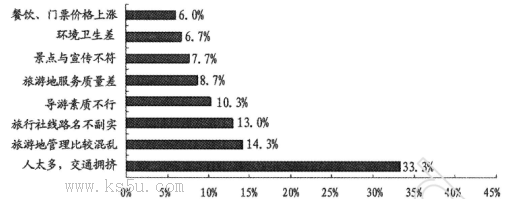 餐饮、门票价格上涨 6.0%
环境卫生差 6.7%
景点与宣传不符 7.7%
旅游地服务质量差 8.7%
导游素质不行 10.3%
旅行社线路名不副实 13.0%
旅游地管理比较混乱 14.3%
人太多，交通拥挤 33.3%
0% 5% 10% 15% 20% 25% 30% 35% 40% 45%
www.ks5u.com